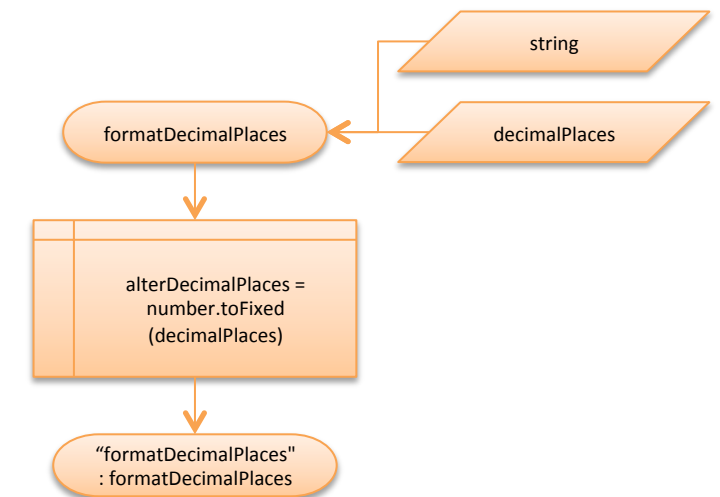 string
formatDecimalPlaces
decimalPlaces
alterDecimalPlaces =
number.toFixed
(decimalPlaces)
“formatDecimalPlaces"
: formatDecimalPlaces